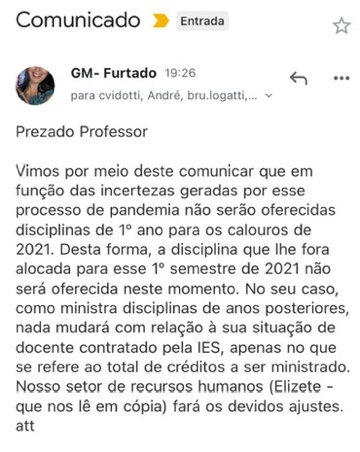 Comunicado Entrada
GM- Furtado 19:26
para cvidotti, André, bru.logatti,...
Prezado Professor
Vimos por meio deste comunicar que em
função das incertezas geradas por esse
processo de pandemia não serão oferecidas
disciplinas de 1º ano para os calouros de
2021. Desta forma, a disciplina que lhe fora
alocada para esse 1º semestre de 2021 não
será oferecida neste momento. No seu caso,
como ministra disciplinas de anos posteriores,
nada mudará com relação à sua situação de
docente contratado pela IES, apenas no que
se refere ao total de créditos a ser ministrado.
Nosso setor de recursos humanos (Elizete -
que nos lê em cópia) fará os devidos ajustes.
att